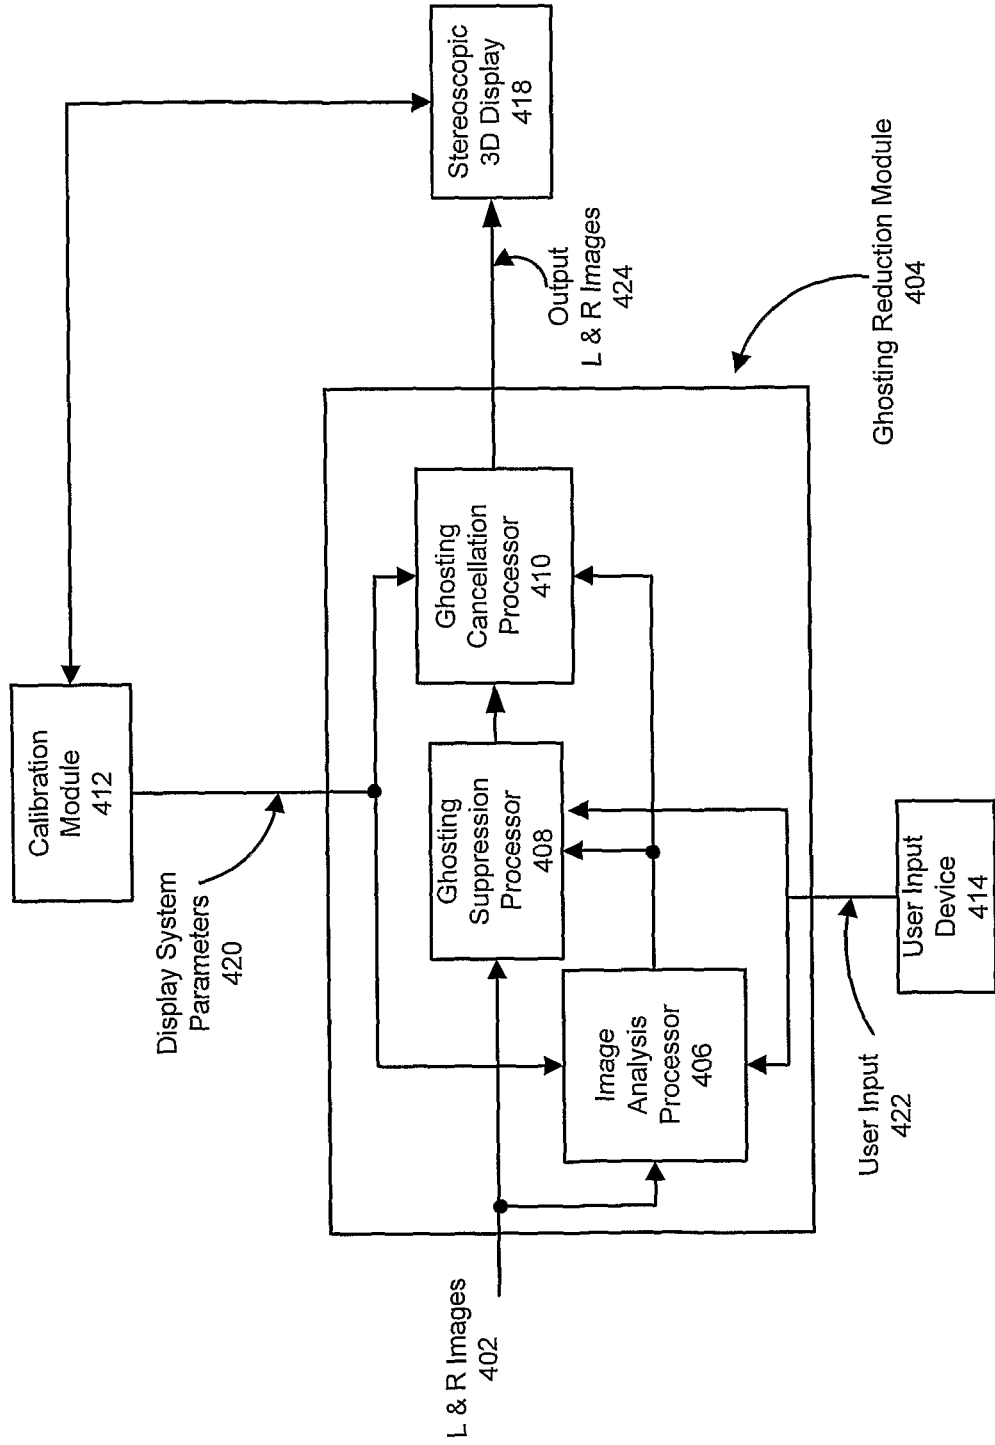 Calibration
Module
412
Stereoscopic
3D Display
418
Display System
Parameters
420
Ghosting
Cancellation
Processor
410
Output
L & R Images
424
Ghosting
Suppression
Processor
408
L & R Images
402
Image
Analysis
Processor
406
Ghosting Reduction Module
404
User Input
422
User Input
Device
414